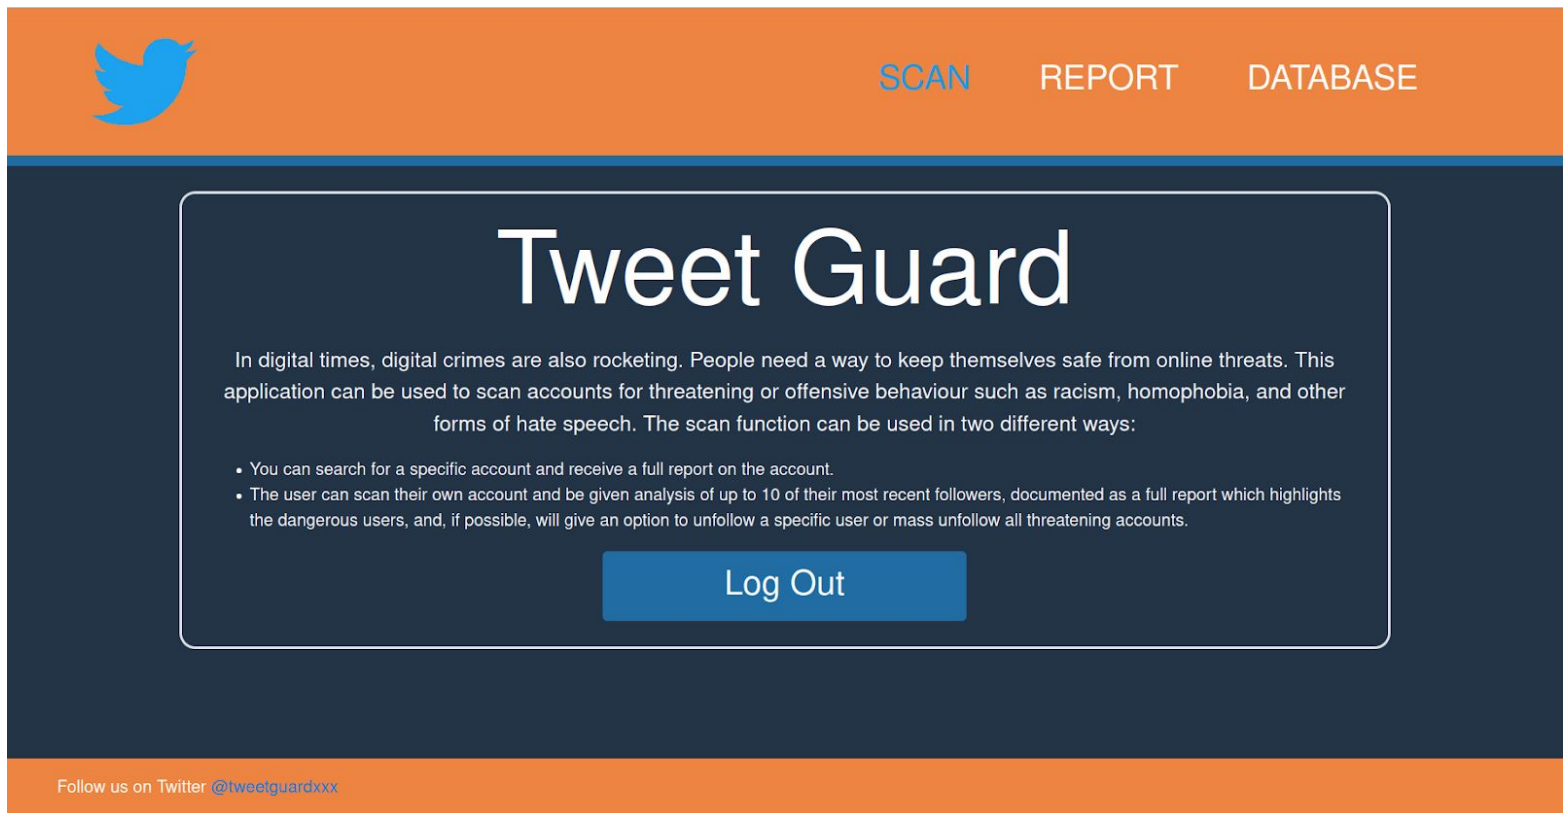 SCAN REPORT DATABASE
Tweet Guard
In digital times, digital crimes are also rocketing. People need a way to keep themselves safe from online threats. This
application can be used to scan accounts for threatening or offensive behaviour such as racism, homophobia, and other
forms of hate speech. The scan function can be used in two different ways:
• You can search for a specific account and receive a full report on the account.
• The user can scan their own account and be given analysis of up to 10 of their most recent followers, documented as a full report which highlights
the dangerous users, and, if possible, will give an option to unfollow a specific user or mass unfollow all threatening accounts.
Log Out
Follow us on Twitter @tweetguardxxx